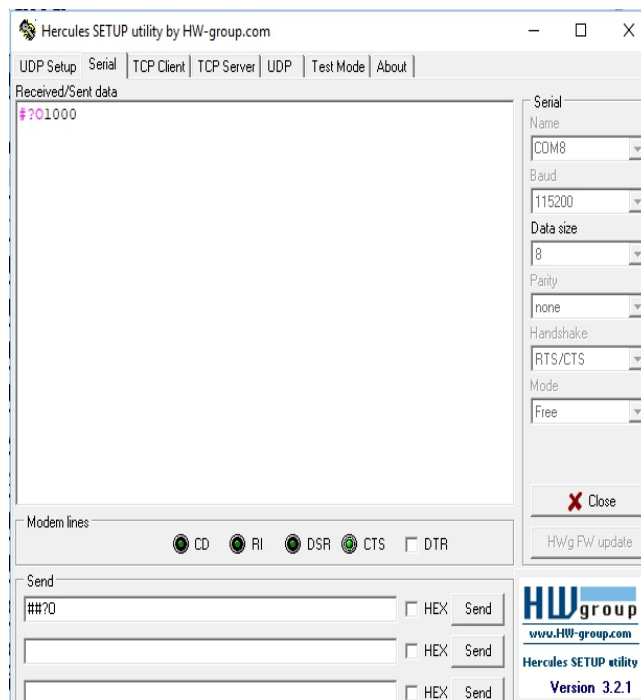 Hercules SETUP utility by HW-group.com
UDP Setup Serial TCP Client TCP Server UDP Test Mode About
Received/Sent data
#?O1000
Serial
Name
COM8
Baud
115200
Data size
8
Parity
none
Handshake
RTS/CTS
Mode
Free
Close
HWg FW update
Modem lines
CD RI DSR CTS DTR
Send
##?O HEX Send
HEX Send
HEX Send
HW group
www.HW-group.com
Hercules SETUP utility
Version 3.2.1